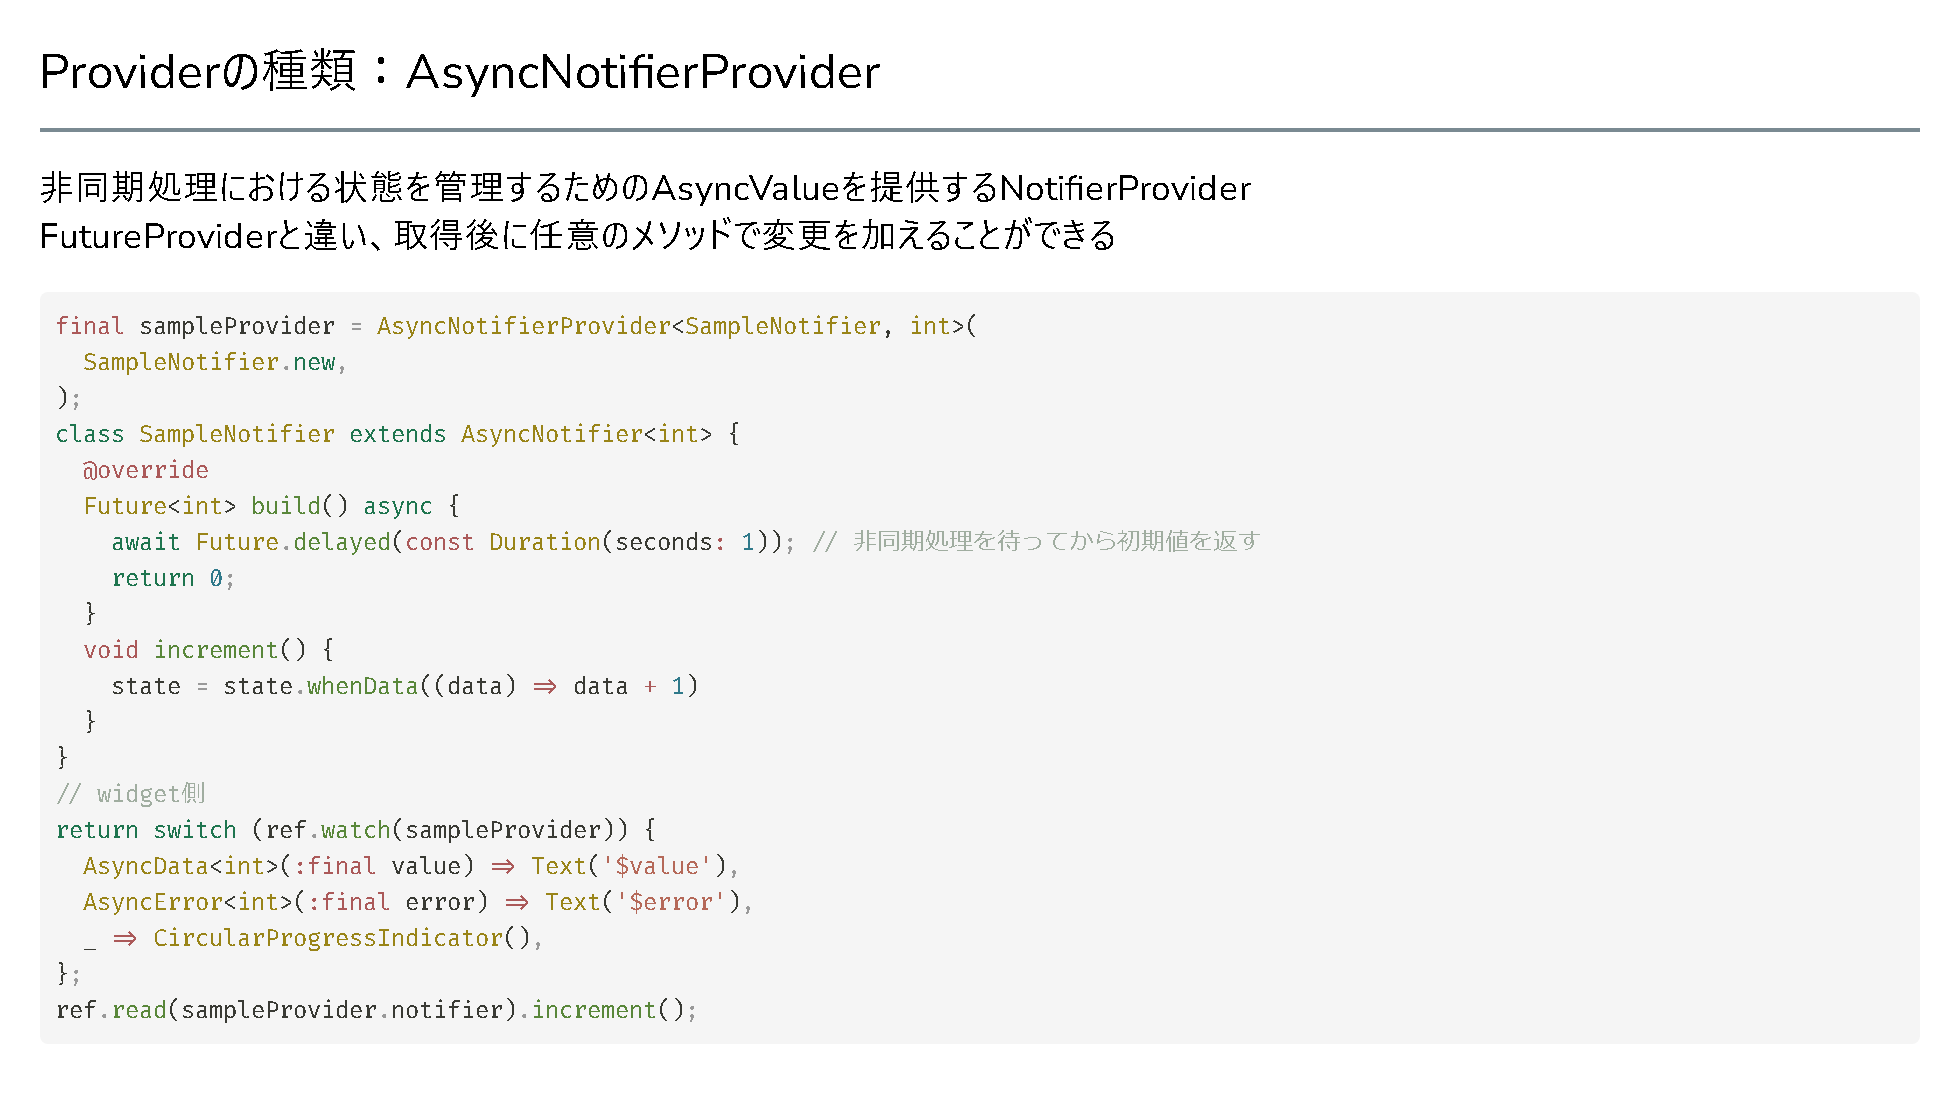 Providerの種類：AsyncNotifierProvider
非同期処理における状態を管理するためのAsyncValueを提供するNotifierProvider
FutureProviderと違い、取得後に任意のメソッドで変更を加えることができる
final sampleProvider = AsyncNotifierProvider<SampleNotifier, int>(
  SampleNotifier.new,
);
class SampleNotifier extends AsyncNotifier<int> {
  @override
  Future<int> build() async {
    await Future.delayed(const Duration(seconds: 1)); // 非同期処理を待ってから初期値を返す
    return 0;
  }
  void increment() {
    state = state.whenData((data) => data + 1)
  }
}
// widget側
return switch (ref.watch(sampleProvider)) {
  AsyncData<int>(:final value) => Text('$value'),
  AsyncError<int>(:final error) => Text('$error'),
  _ => CircularProgressIndicator(),
};
ref.read(sampleProvider.notifier).increment();